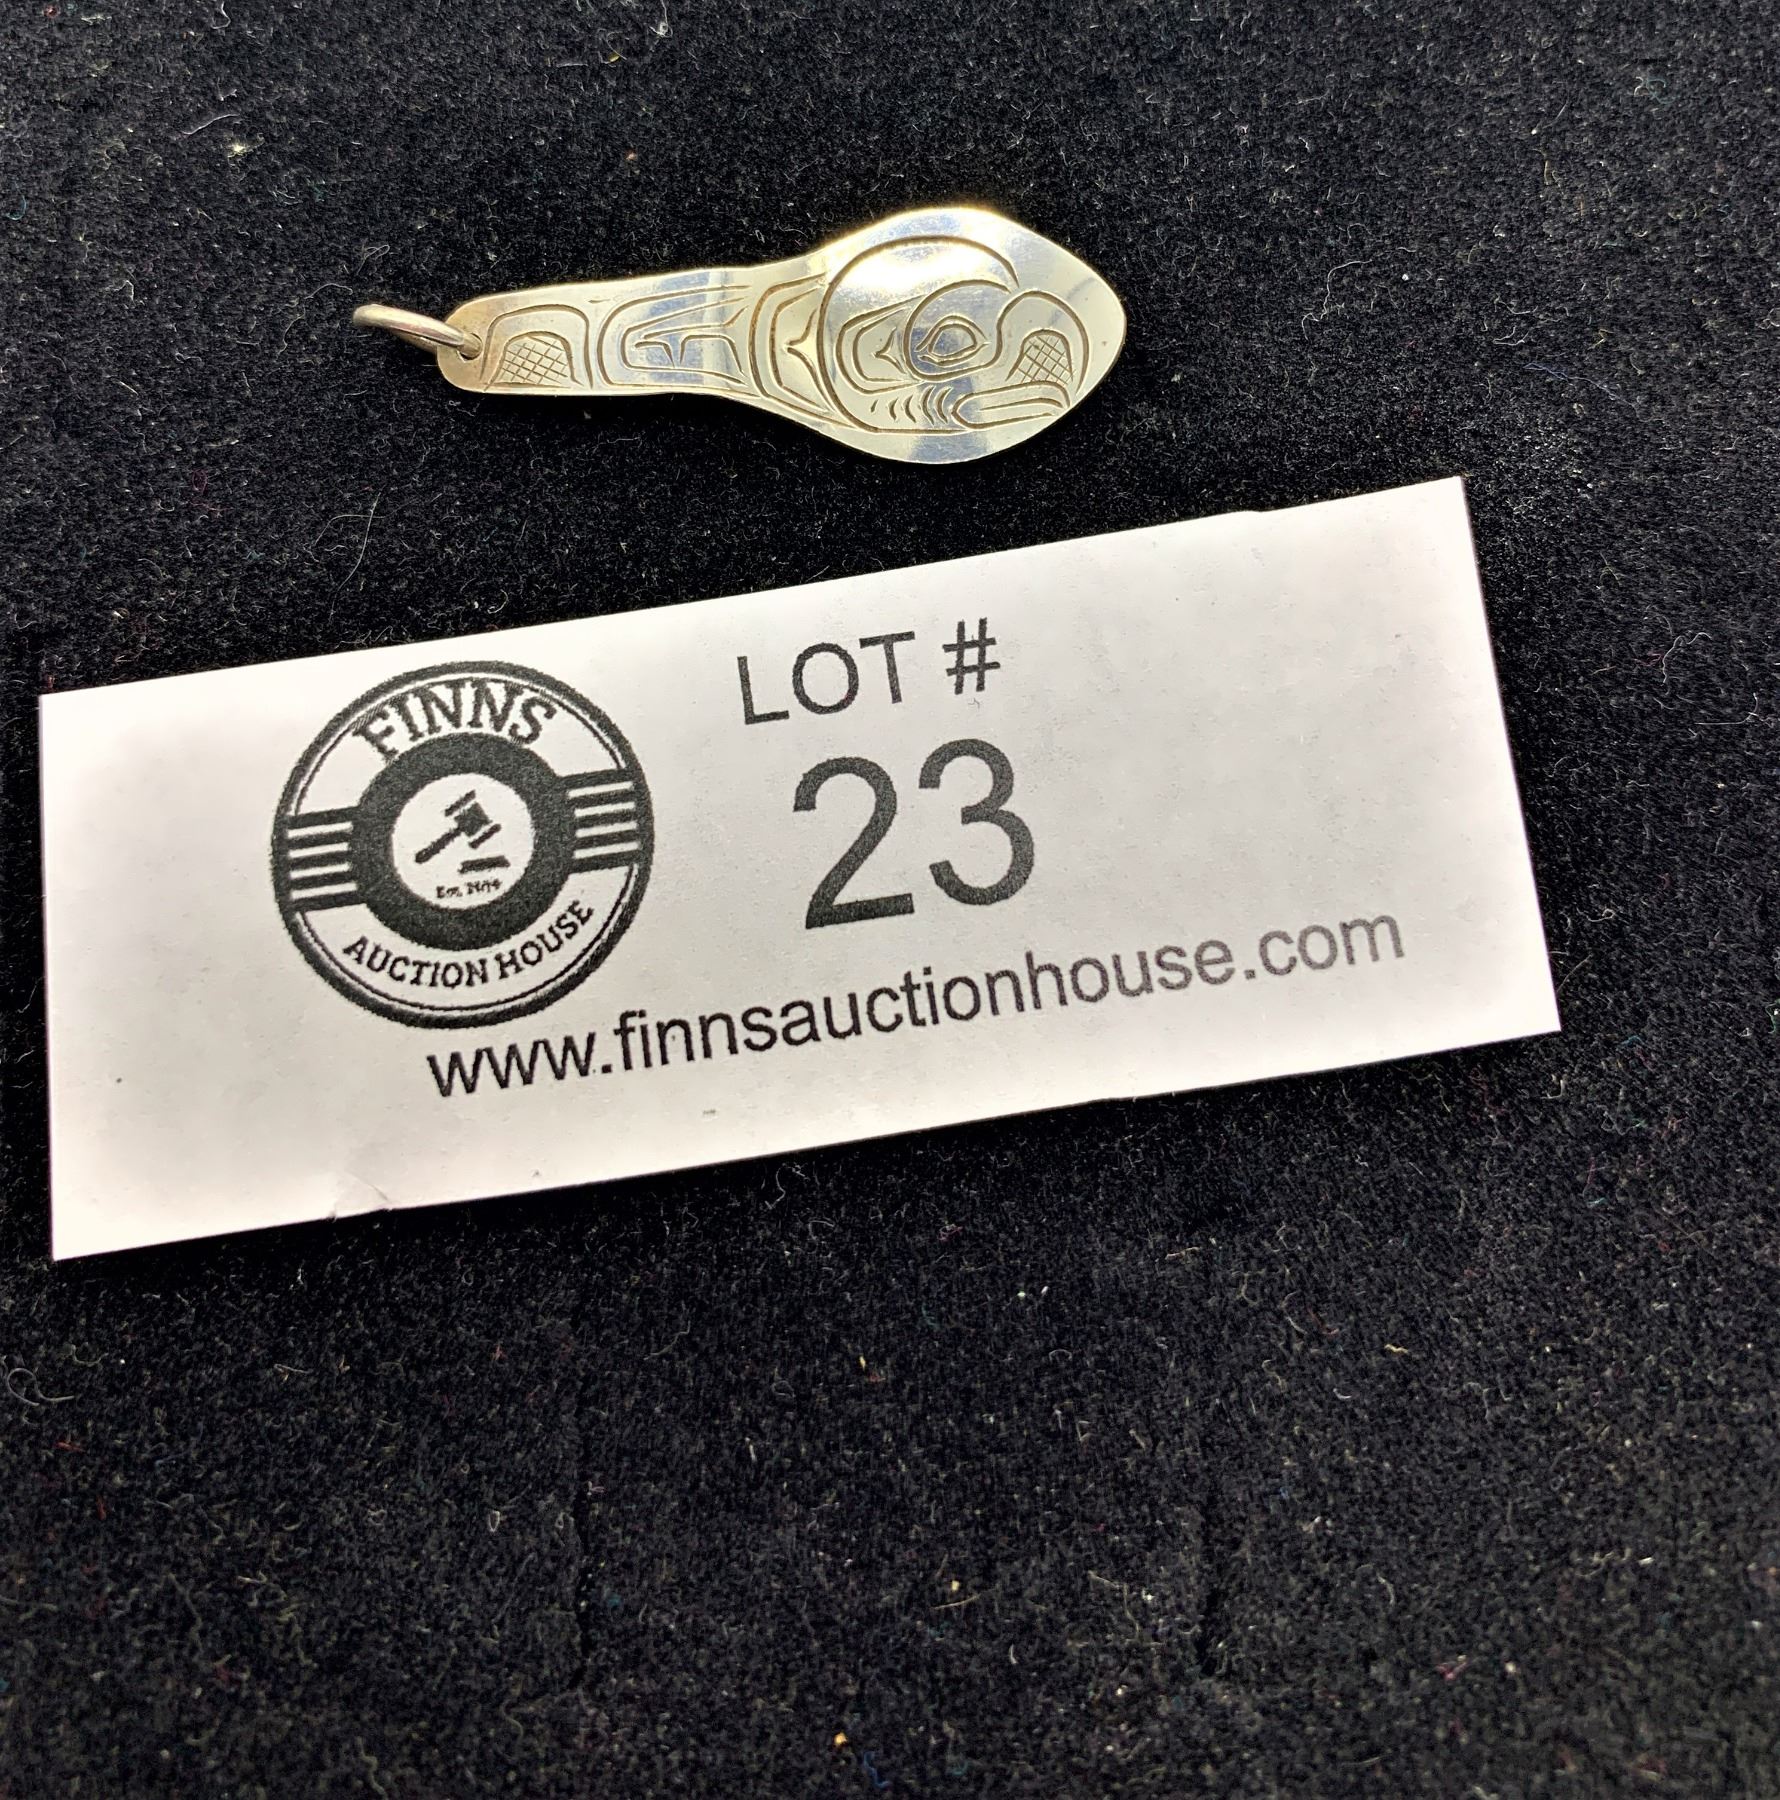 LOT #
23
FINNS
AUCTION HOUSE
www.finnsauctionhouse.com